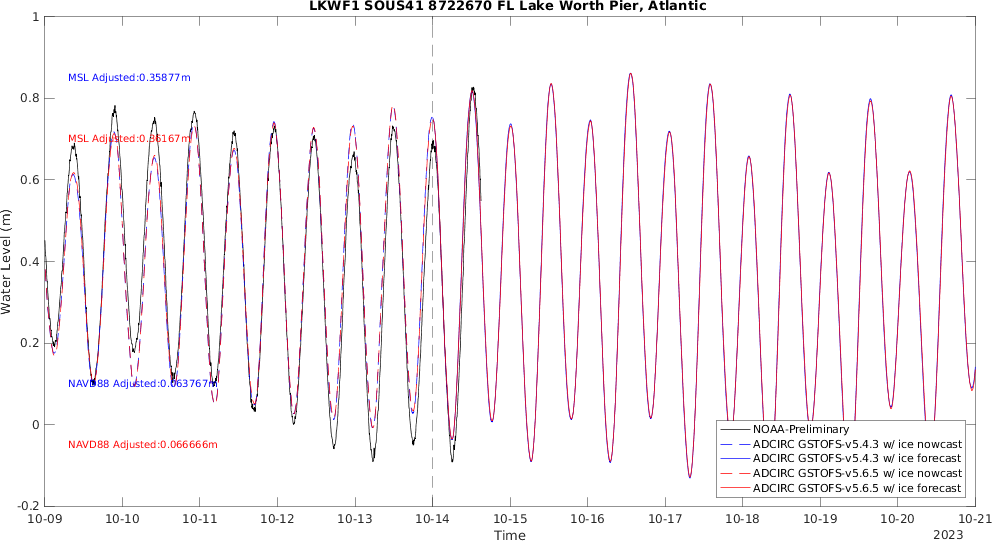 LKWF1 SOUS41 8722670 FL Lake Worth Pier, Atlantic
1
0.8
0.6
0.4
0.2
0
-0.2
Water Level (m)
MSL Adjusted:0.35877m
MSL Adjusted:0.36167m
NAVD88 Adjusted:0.063767m
NAVD88 Adjusted:0.066666m
NOAA-Preliminary
ADCIRC GSTOFS-v5.4.3 w/ ice nowcast
ADCIRC GSTOFS-v5.4.3 w/ ice forecast
ADCIRC GSTOFS-v5.6.5 w/ ice nowcast
ADCIRC GSTOFS-v5.6.5 w/ ice forecast
10-09 10-10 10-11 10-12 10-13 10-14 10-15 10-16 10-17 10-18 10-19 10-20 10-21
Time
2023